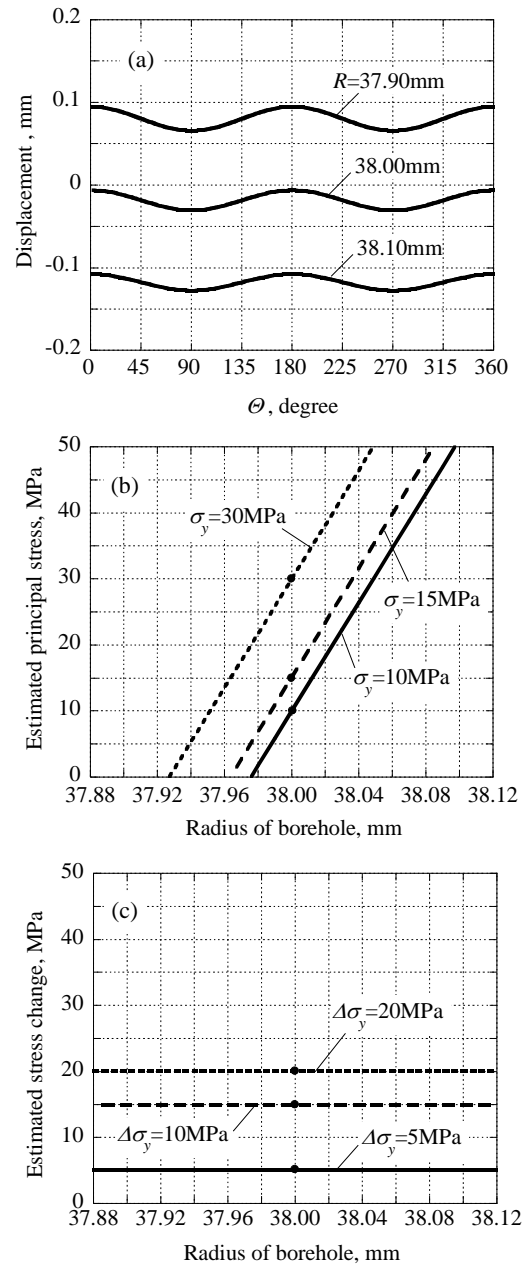 (a)
0.2
0.1
0
-0.1
-0.2
Displacement , mm
R=37.90mm
38.00mm
38.10mm
0 45 90 135 180 225 270 315 360
Θ, degree
(b)
50
40
30
20
10
0
Estimated principal stress, MPa
σy=30MPa
σy=15MPa
σy=10MPa
37.88 37.92 37.96 38.00 38.04 38.08 38.12
Radius of borehole, mm
(c)
50
40
30
20
10
0
Estimated stress change, MPa
Δσy=20MPa
Δσy=10MPa
Δσy=5MPa
37.88 37.92 37.96 38.00 38.04 38.08 38.12
Radius of borehole, mm